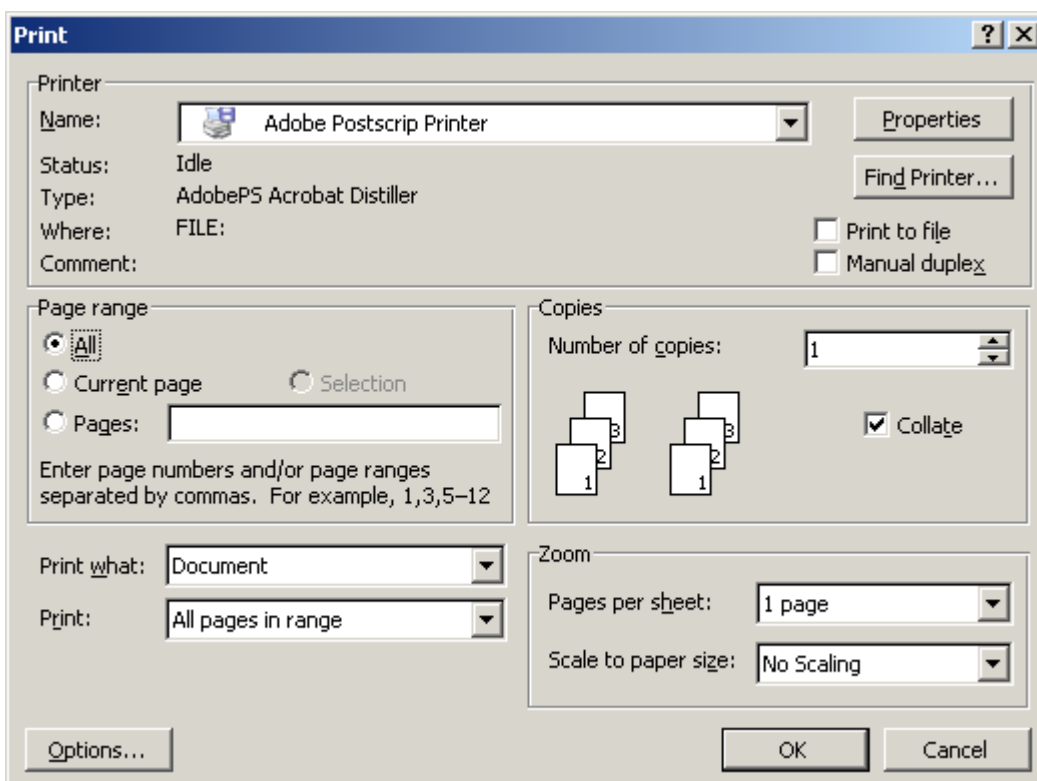 Print
Printer
Name: Adobe Postscrip Printer Properties
Status: Idle
Find Printer...
Type: AdobePS Acrobat Distiller
Where: FILE: Print to file
Comment: Manual duplex
Page range
All
Current page Selection
Pages:
Enter page numbers and/or page ranges
separated by commas. For example, 1,3,5–12
Copies
Number of copies: 1
3 3
2 2
1 1
Collate
Print what: Document
Print: All pages in range
Zoom
Pages per sheet: 1 page
Scale to paper size: No Scaling
Options... OK Cancel